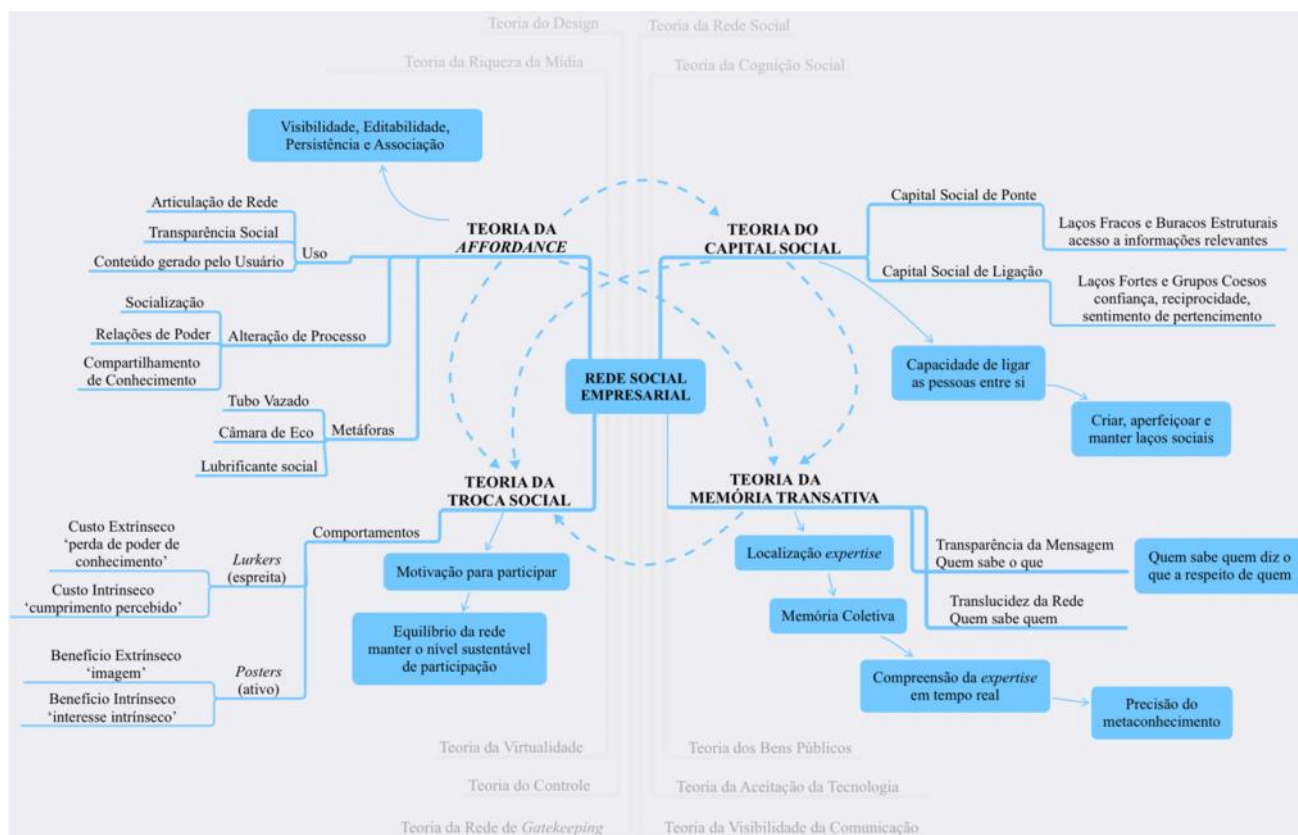 Teoria do Design
Teoria da Rede Social
Teoria da Riqueza da Mídia
Teoria da Cognição Social
Visibilidade, Editabilidade,
Persistência e Associação
Articulação de Rede
Transparência Social
Conteúdo gerado pelo Usuário
Uso
TEORIA DA
AFFORDANCE
Socialização
Relações de Poder
Compartilhamento
de Conhecimento
Alteração de Processo
Tubo Vazado
Câmara de Eco
Lubrificante social
Metáforas
TEORIA DO
CAPITAL SOCIAL
Capital Social de Ponte
Laços Fracos e Buracos Estruturais
acesso a informações relevantes
Capital Social de Ligação
Laços Fortes e Grupos Coesos
confiança, reciprocidade,
sentimento de pertencimento
Capacidade de ligar
as pessoas entre si
Criar, aperfeiçoar e
manter laços sociais
REDE SOCIAL
EMPRESARIAL
TEORIA DA
TROCA SOCIAL
Comportamentos
Custo Extrínseco
‘perda de poder de
conhecimento’
Custo Intrínseco
‘cumprimento percebido’
Lurkers
(espreita)
Benefício Extrínseco
‘imagem’
Benefício Intrínseco
‘interesse intrínseco’
Posters
(ativo)
Motivação para participar
Equilíbrio da rede
manter o nível sustentável
de participação
TEORIA DA
MEMÓRIA TRANSATIVA
Localização expertise
Memória Coletiva
Compreensão da expertise
em tempo real
Precisão do
metaconhecimento
Transparência da Mensagem
Quem sabe o que
Translucidez da Rede
Quem sabe quem
Quem sabe quem diz o
que a respeito de quem
Teoria da Virtualidade
Teoria dos Bens Públicos
Teoria do Controle
Teoria da Aceitação da Tecnologia
Teoria da Rede de Gatekeeping
Teoria da Visibilidade da Comunicação